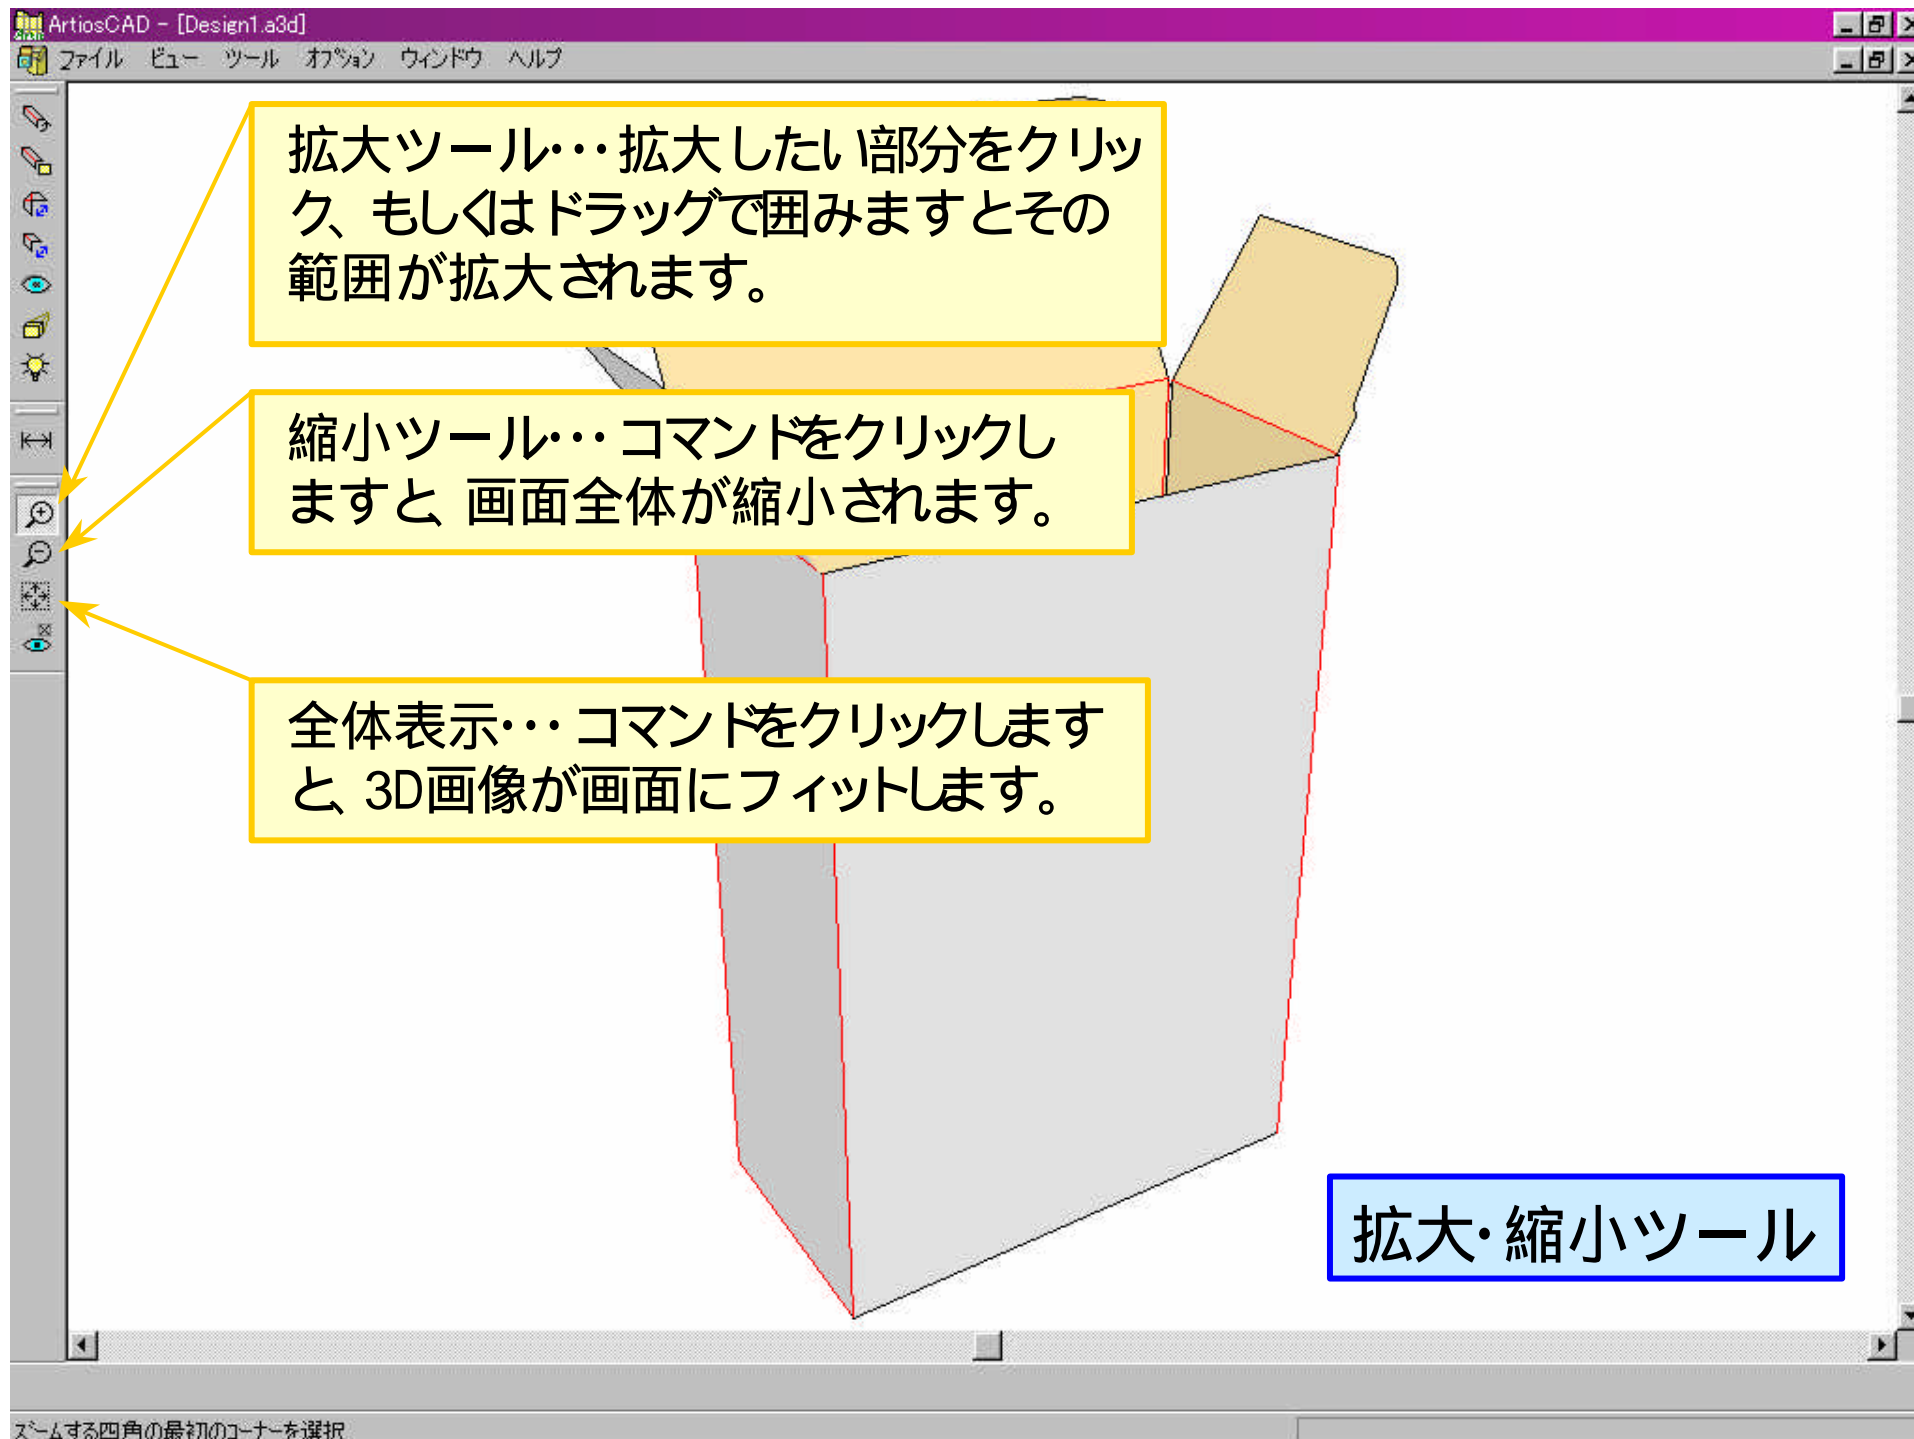 ArtiosCAD - [Design1.a3d]
ファイル ビュー ツール オプション ウィンドウ ヘルプ
拡大ツール･･･拡大したい部分をクリッ
ク、もしくはドラッグで囲みますとその
範囲が拡大されます。
縮小ツール･･･コマンドをクリックし
ますと、画面全体が縮小されます。
全体表示･･･コマンドをクリックします
と、3D画像が画面にフィットします。
拡大･縮小ツール
ズームする四角の最初のコーナーを選択